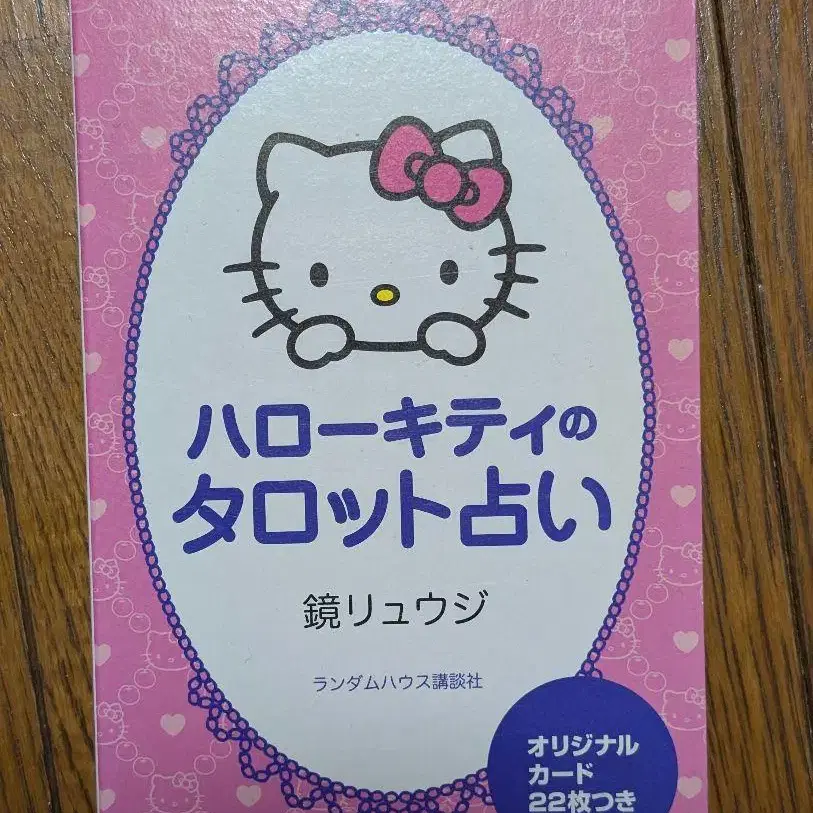 ハローキティの
タロット占い
鏡リュウジ
ランダムハウス講談社
オリジナル
カード
22枚つき